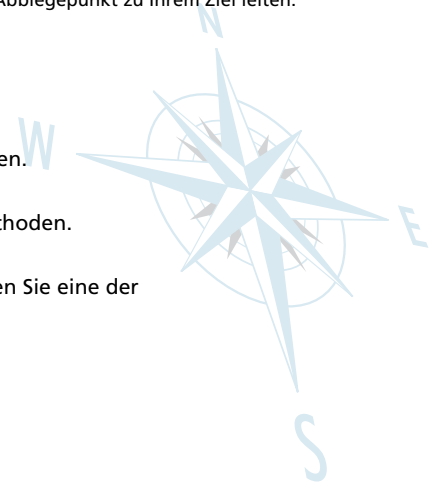 Abbiegepunkt zu Ihrem Ziel leiten.
N
en.
W
thoden.
E
en Sie eine der
S